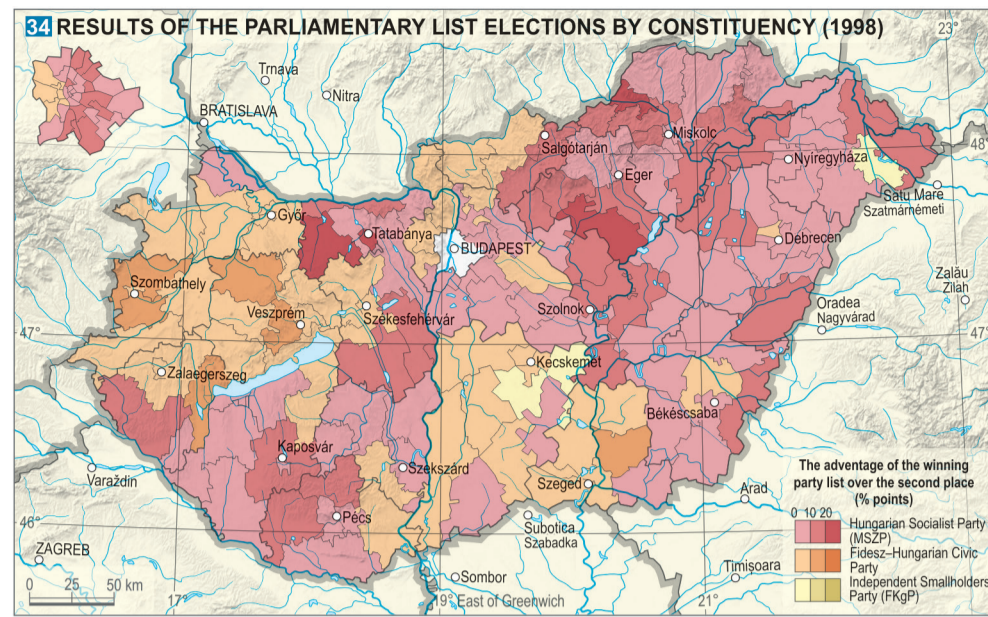 34 RESULTS OF THE PARLIAMENTARY LIST ELECTIONS BY CONSTITUENCY (1998)
23°
Trnava
Nitra
BRATISLAVA
Salgótarján
Miskolc
48°
Nyíregyháza
Eger
Satu Mare
Szatmárnémeti
Győr
Tatabánya
BUDAPEST
Debrecen
Szombathely
Zalău
Zilah
Veszprém
Székesfehérvár
Szolnok
Oradea
Nagyvárad
47°
47°
Kecskemét
Zalaegerszeg
Békéscsaba
Kaposvár
Szekszárd
Varaždin
Szeged
Arad
Pécs
46°
Subotica
Szabadka
ZAGREB
Timișoara
Sombor
0 25 50 km
17°
19° East of Greenwich
21°
The adventage of the winning
party list over the second place
(% points)
0 10 20
Hungarian Socialist Party
(MSZP)
Fidesz–Hungarian Civic
Party
Independent Smallholders
Party (FKgP)